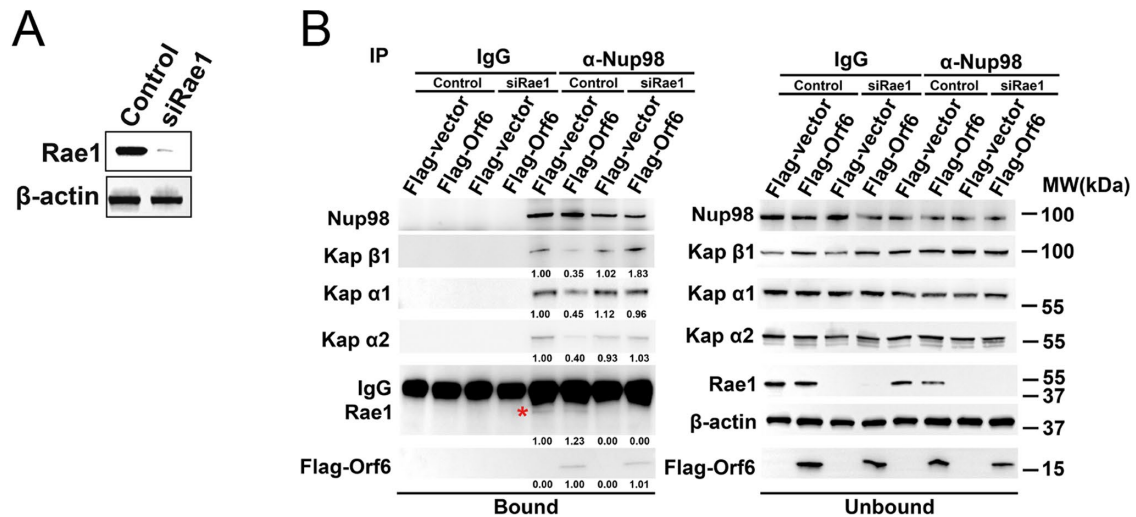 A
Control
siRae1
Rae1
β-actin
B
IP
IgG
α-Nup98
Control
siRae1
Control
siRae1
Flag-vector
Flag-Orf6
Flag-vector
Flag-Orf6
Flag-vector
Flag-Orf6
Flag-vector
Flag-Orf6
Nup98
Kap β1
1.00 0.35 1.02 1.83
Kap α1
1.00 0.45 1.12 0.96
Kap α2
1.00 0.40 0.93 1.03
IgG
Rae1
*
1.00 1.23 0.00 0.00
Flag-Orf6
0.00 1.00 0.00 1.01
Bound
IgG
α-Nup98
Control
siRae1
Control
siRae1
Flag-vector
Flag-Orf6
Flag-vector
Flag-Orf6
Flag-vector
Flag-Orf6
Flag-vector
Flag-Orf6
MW(kDa)
Nup98
100
Kap β1
100
Kap α1
55
Kap α2
55
Rae1
55
37
β-actin
37
Flag-Orf6
15
Unbound